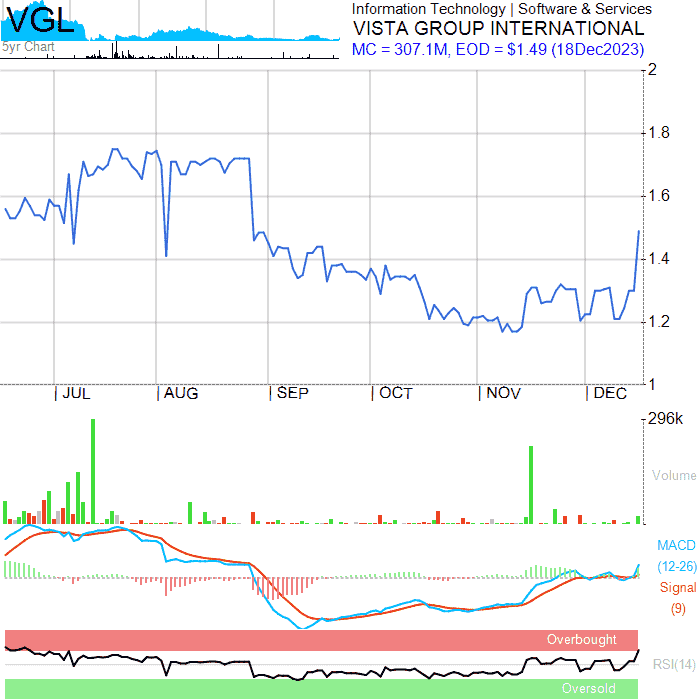 VGL
5yr Chart
Information Technology | Software & Services
VISTA GROUP INTERNATIONAL
MC = 307.1M, EOD = $1.49 (18Dec2023)
2
1.8
1.6
1.4
1.2
1
| JUL | AUG | SEP | OCT | NOV | DEC
296k
Volume
MACD
(12-26)
Signal
(9)
Overbought
RSI(14)
Oversold